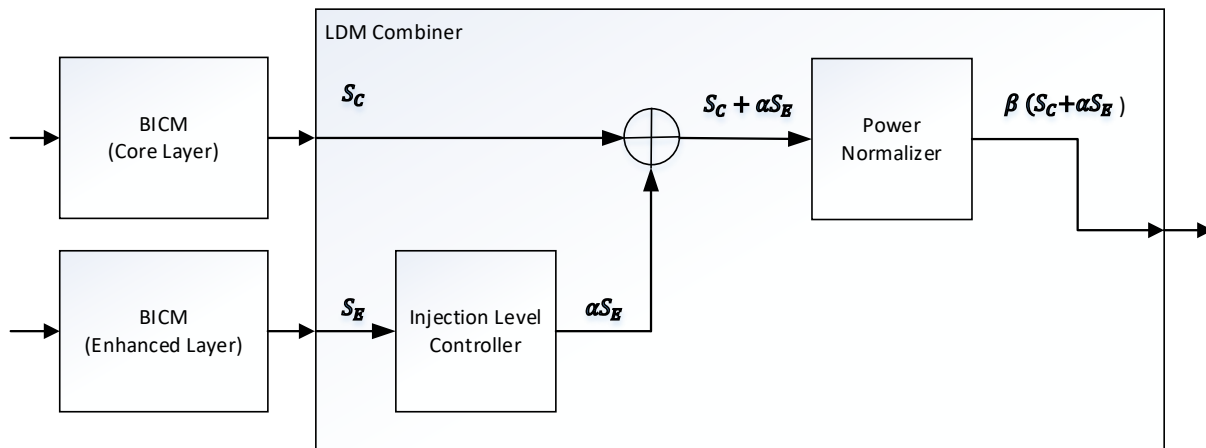 LDM Combiner
BICM
(Core Layer)
S_C
S_C + αS_E
Power
Normalizer
β (S_C+αS_E )
BICM
(Enhanced Layer)
S_E
Injection Level
Controller
αS_E